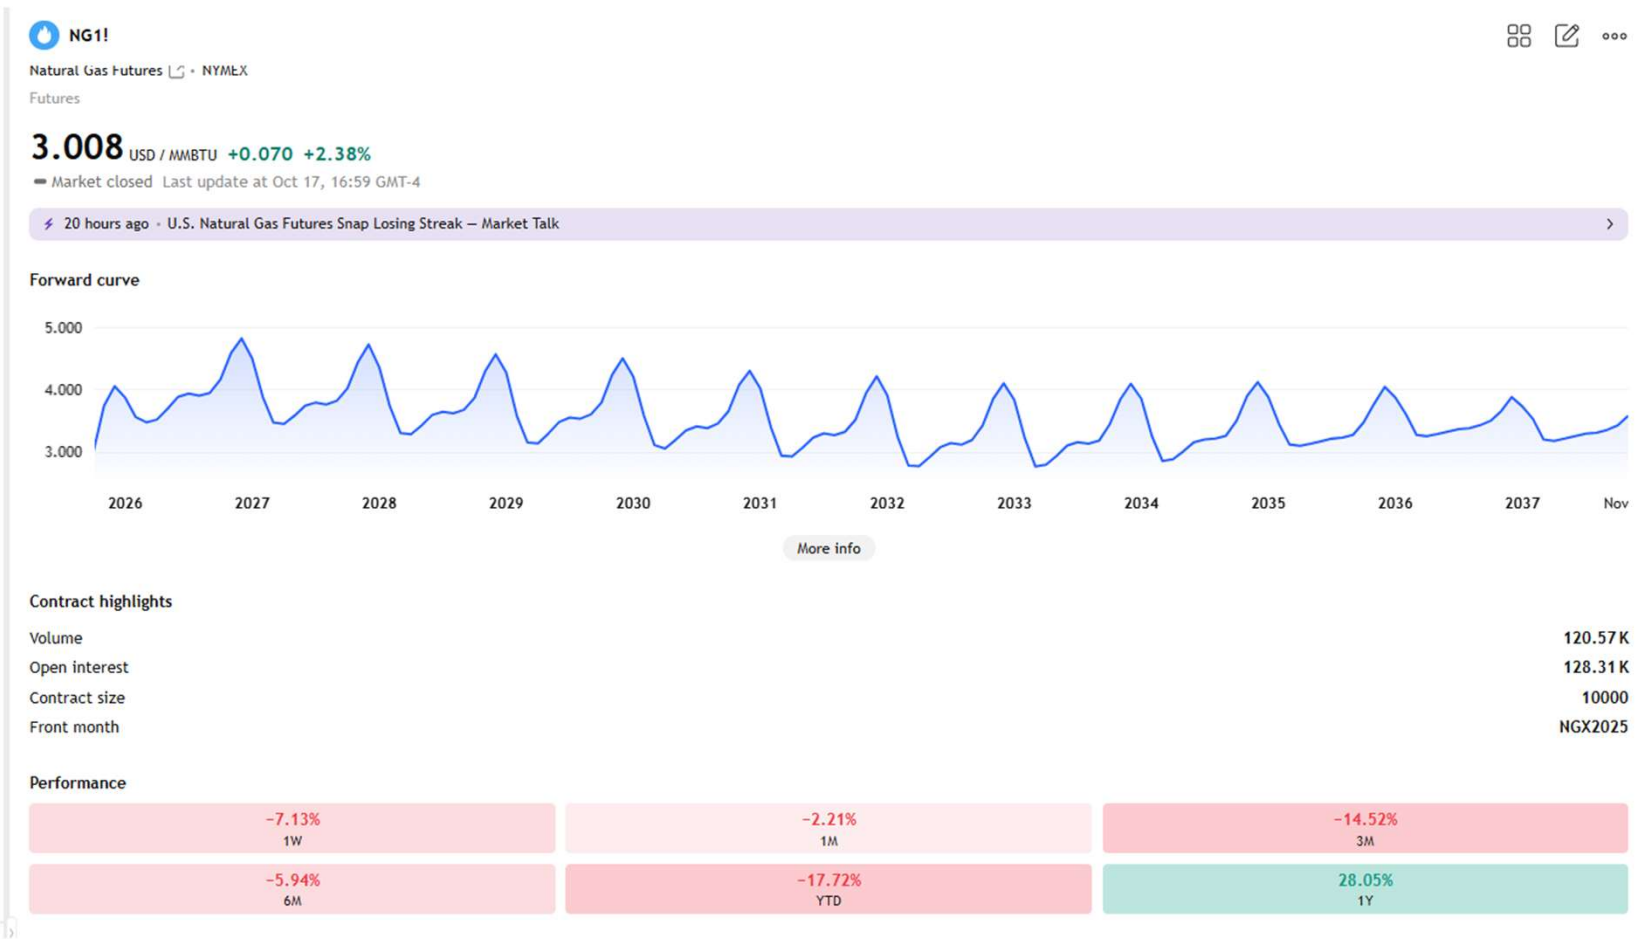 NG1!
Natural Gas Futures • NYMEX
Futures
3.008 USD / MMBTU +0.070 +2.38%
Market closed Last update at Oct 17, 16:59 GMT-4
20 hours ago • U.S. Natural Gas Futures Snap Losing Streak — Market Talk
Forward curve
5.000
4.000
3.000
2026 2027 2028 2029 2030 2031 2032 2033 2034 2035 2036 2037 Nov
More info
Contract highlights
Volume 120.57K
Open interest 128.31K
Contract size 10000
Front month NGX2025
Performance
−7.13% −2.21% −14.52%
1W 1M 3M
−5.94% −17.72% 28.05%
6M YTD 1Y